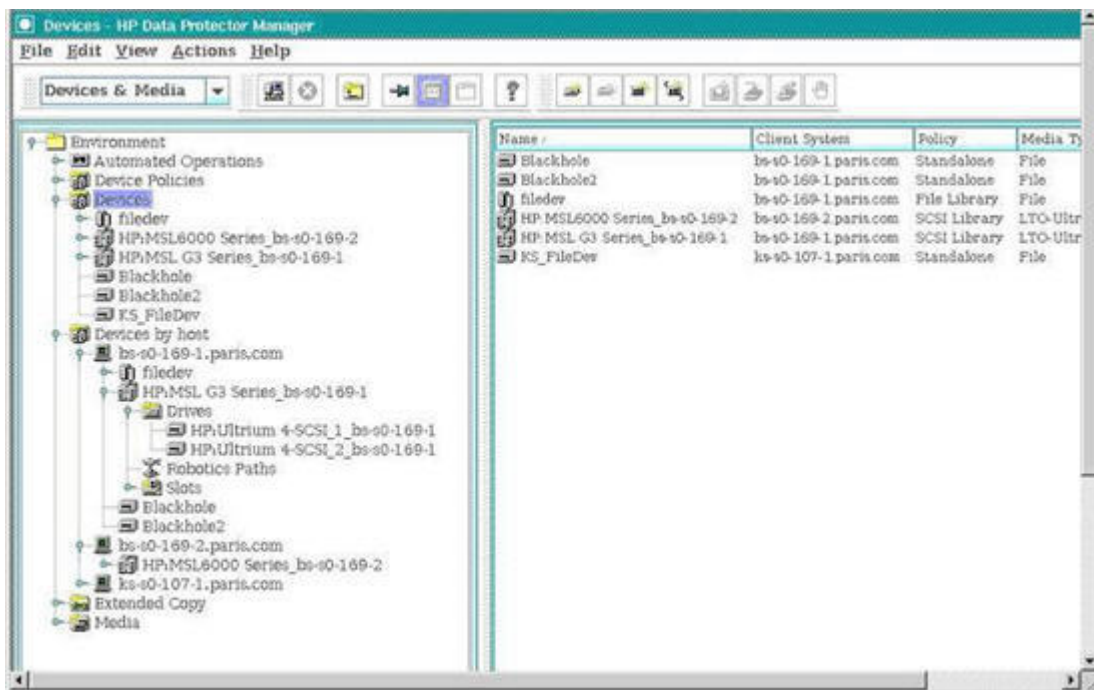 Devices - HP Data Protector Manager
File Edit View Actions Help
Devices & Media
?
Environment
Automated Operations
Device Policies
Devices
filedev
HP:MSL6000 Series_bs-s0-169-2
HP:MSL G3 Series_bs-s0-169-1
Blackhole
Blackhole2
KS_FileDev
Devices by host
bs-s0-169-1.paris.com
filedev
HP:MSL G3 Series_bs-s0-169-1
Drives
HP:Ultrium 4-SCSI_1_bs-s0-169-1
HP:Ultrium 4-SCSI_2_bs-s0-169-1
Robotics Paths
Slots
Blackhole
Blackhole2
bs-s0-169-2.paris.com
HP:MSL6000 Series_bs-s0-169-2
ks-s0-107-1.paris.com
Extended Copy
Media
Name / Client System Policy Media Ty
Blackhole bs-s0-169-1.paris.com Standalone File
Blackhole2 bs-s0-169-1.paris.com Standalone File
filedev bs-s0-169-1.paris.com File Library File
HP:MSL6000 Series_bs-s0-169-2 bs-s0-169-2.paris.com SCSI Library LTO-Ultr
HP:MSL G3 Series_bs-s0-169-1 bs-s0-169-1.paris.com SCSI Library LTO-Ultr
KS_FileDev ks-s0-107-1.paris.com Standalone File